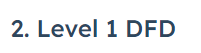 2. Level 1 DFD